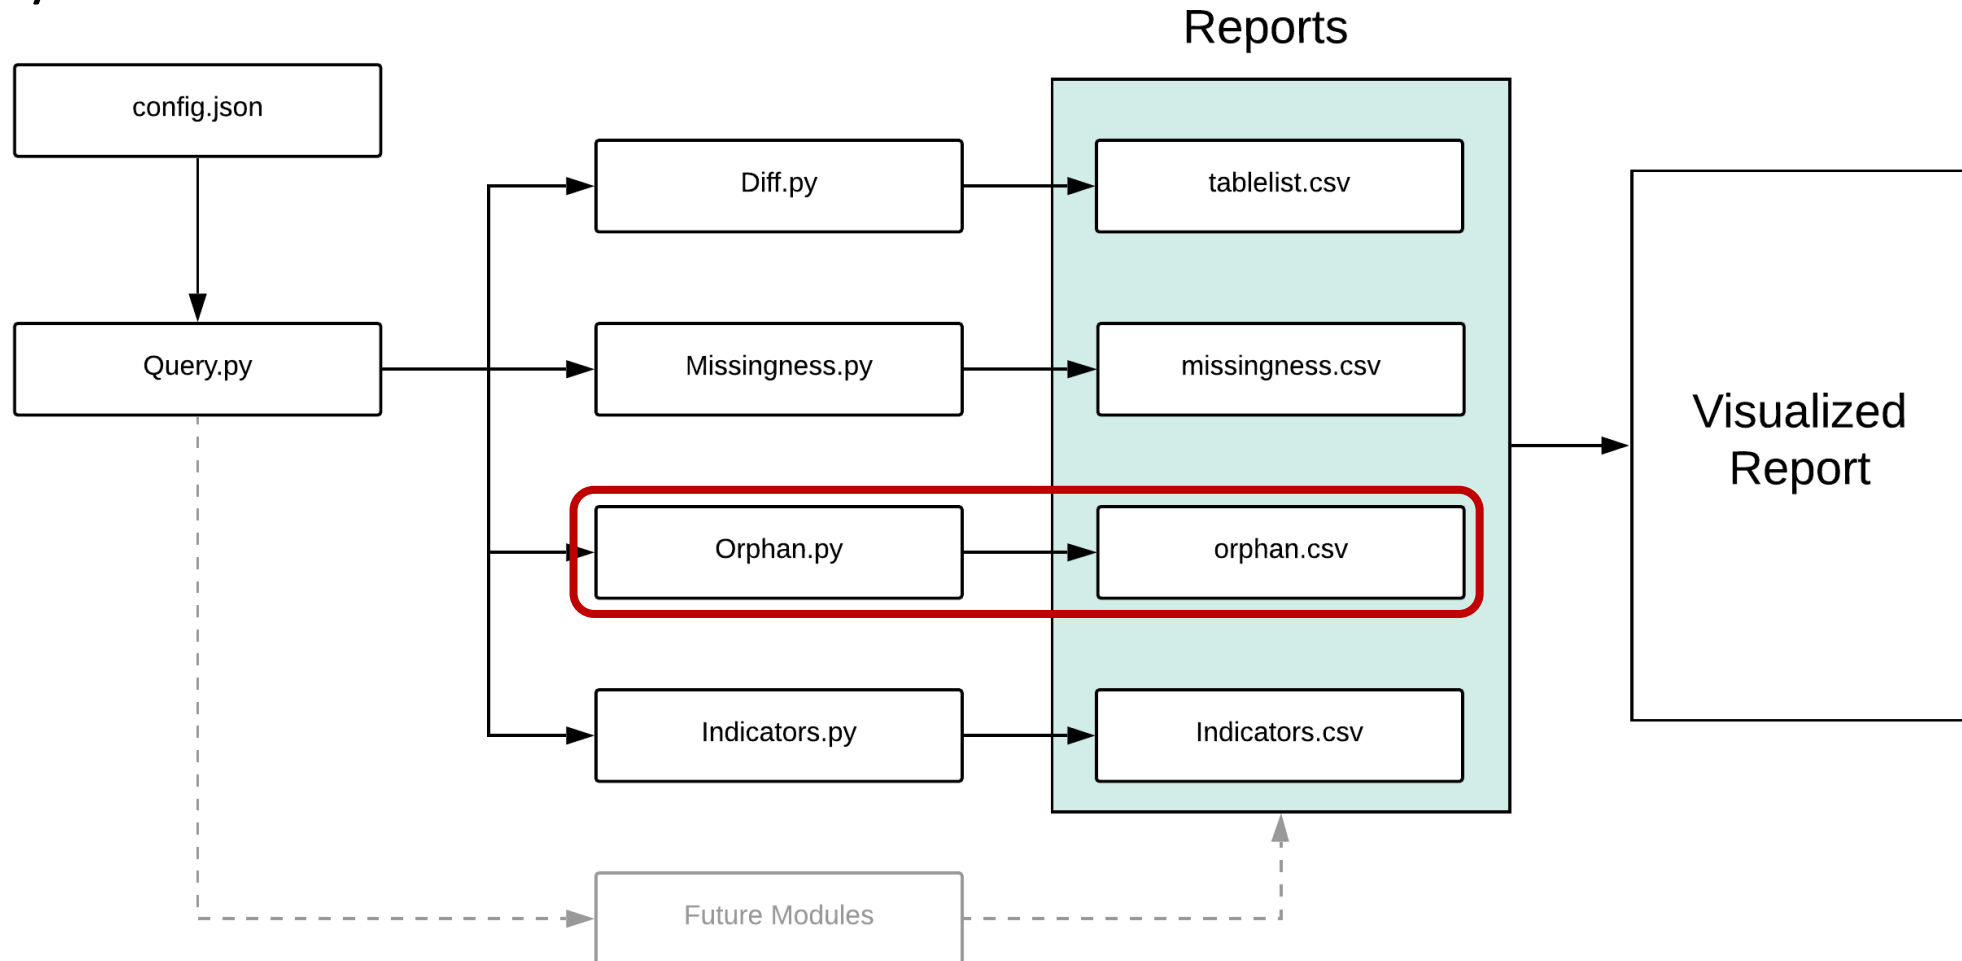 Reports
config.json
Diff.py
tablelist.csv
Query.py
Missingness.py
missingness.csv
Visualized
Report
Orphan.py
orphan.csv
Indicators.py
Indicators.csv
Future Modules